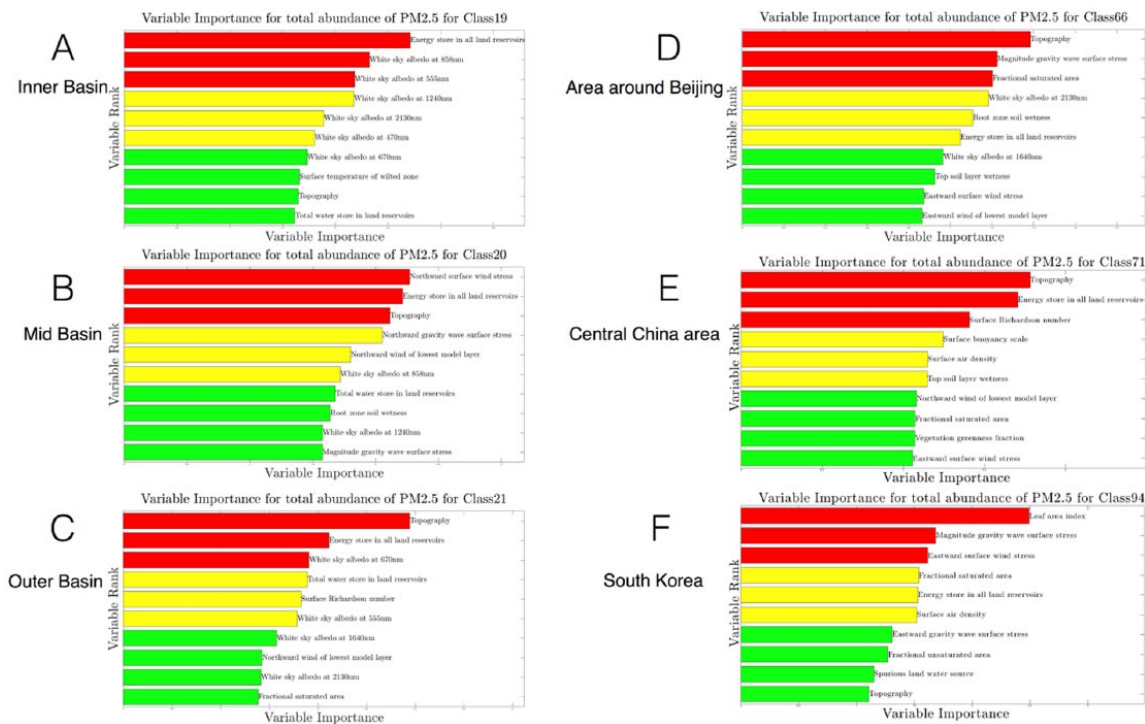 Variable Importance for total abundance of PM2.5 for Class19
A
Inner Basin
Variable Rank
Energy store in all land reservoirs
White sky albedo at 858nm
White sky albedo at 555nm
White sky albedo at 1240nm
White sky albedo at 2130nm
White sky albedo at 470nm
White sky albedo at 670nm
Surface temperature of wilted zone
Topography
Total water store in land reservoirs
Variable Importance
Variable Importance for total abundance of PM2.5 for Class20
B
Mid Basin
Variable Rank
Northward surface wind stress
Energy store in all land reservoirs
Topography
Northward gravity wave surface stress
Northward wind of lowest model layer
White sky albedo at 858nm
Total water store in land reservoirs
Root zone soil wetness
White sky albedo at 1240nm
Magnitude gravity wave surface stress
Variable Importance
Variable Importance for total abundance of PM2.5 for Class21
C
Outer Basin
Variable Rank
Topography
Energy store in all land reservoirs
White sky albedo at 670nm
Total water store in land reservoirs
Surface Richardson number
White sky albedo at 555nm
White sky albedo at 1640nm
Northward wind of lowest model layer
White sky albedo at 2130nm
Fractional saturated area
Variable Importance
Variable Importance for total abundance of PM2.5 for Class66
D
Area around Beijing
Variable Rank
Topography
Magnitude gravity wave surface stress
Fractional saturated area
White sky albedo at 2130nm
Root zone soil wetness
Energy store in all land reservoirs
White sky albedo at 1640nm
Top soil layer wetness
Eastward surface wind stress
Eastward wind of lowest model layer
Variable Importance
Variable Importance for total abundance of PM2.5 for Class71
E
Central China area
Variable Rank
Topography
Energy store in all land reservoirs
Surface Richardson number
Surface buoyancy scale
Surface air density
Top soil layer wetness
Northward wind of lowest model layer
Fractional saturated area
Vegetation greenness fraction
Eastward surface wind stress
Variable Importance
Variable Importance for total abundance of PM2.5 for Class94
F
South Korea
Variable Rank
Leaf area index
Magnitude gravity wave surface stress
Eastward surface wind stress
Fractional saturated area
Energy store in all land reservoirs
Surface air density
Eastward gravity wave surface stress
Fractional unsaturated area
Spurious land water source
Topography
Variable Importance